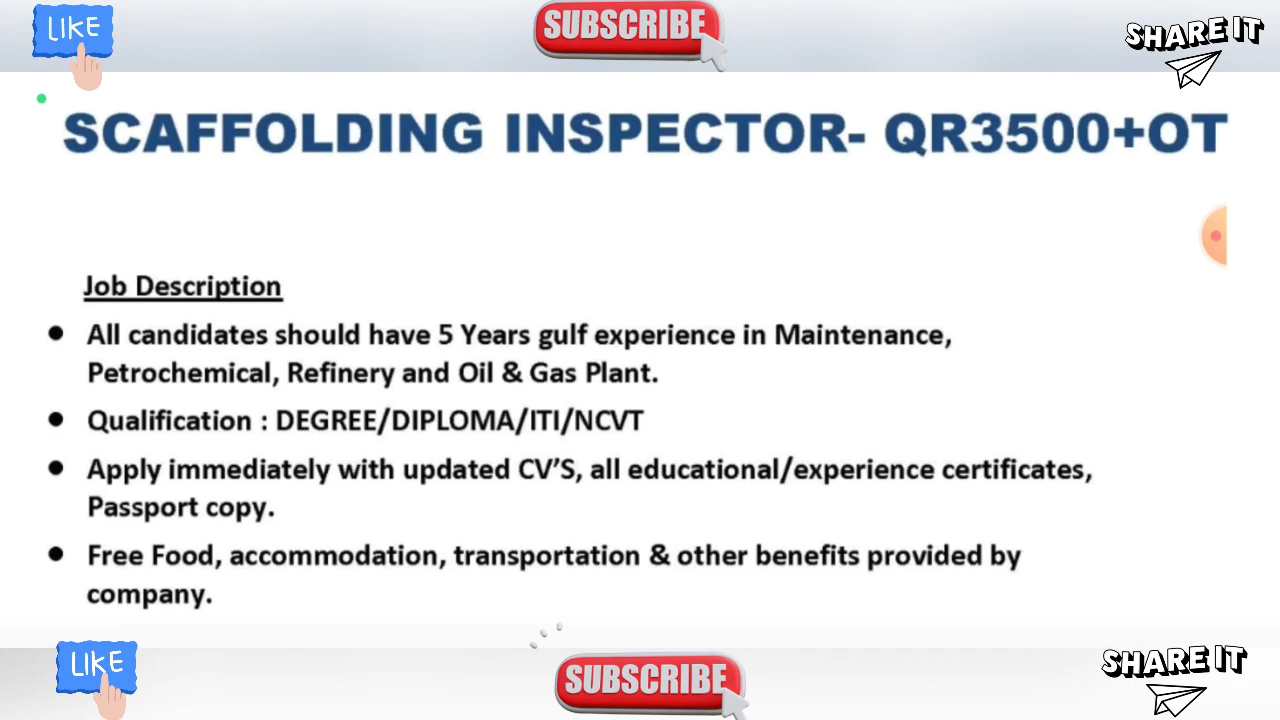 LIKE
SUBSCRIBE
SHARE IT
SCAFFOLDING INSPECTOR- QR3500+OT
Job Description
All candidates should have 5 Years gulf experience in Maintenance,
Petrochemical, Refinery and Oil & Gas Plant.
Qualification : DEGREE/DIPLOMA/ITI/NCVT
Apply immediately with updated CV'S, all educational/experience certificates,
Passport copy.
Free Food, accommodation, transportation & other benefits provided by
company.
LIKE
SUBSCRIBE
SHARE IT